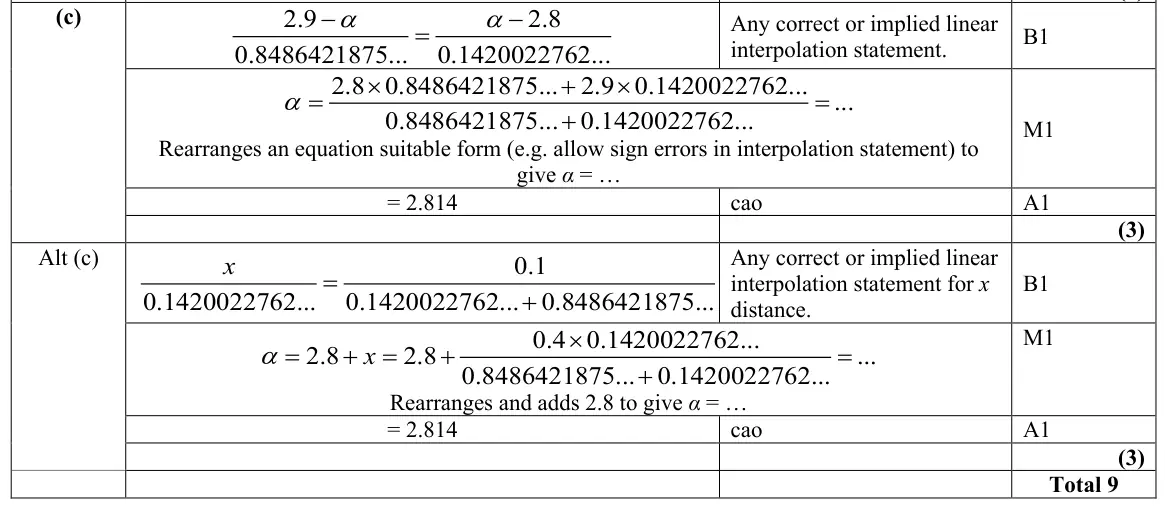 (c)
(2.9 − α)/0.8486421875... = (α − 2.8)/0.1420022762...
Any correct or implied linear
interpolation statement.
B1
α = (2.8 × 0.8486421875... + 2.9 × 0.1420022762...)/(0.8486421875... + 0.1420022762...) = ...
Rearranges an equation suitable form (e.g. allow sign errors in interpolation statement) to
give α = …
M1
= 2.814
cao
A1
(3)
Alt (c)
x/0.1420022762... = 0.1/(0.1420022762... + 0.8486421875...)
Any correct or implied linear
interpolation statement for x
distance.
B1
α = 2.8 + x = 2.8 + (0.4 × 0.1420022762...)/(0.8486421875... + 0.1420022762...) = ...
Rearranges and adds 2.8 to give α = …
M1
= 2.814
cao
A1
(3)
Total 9